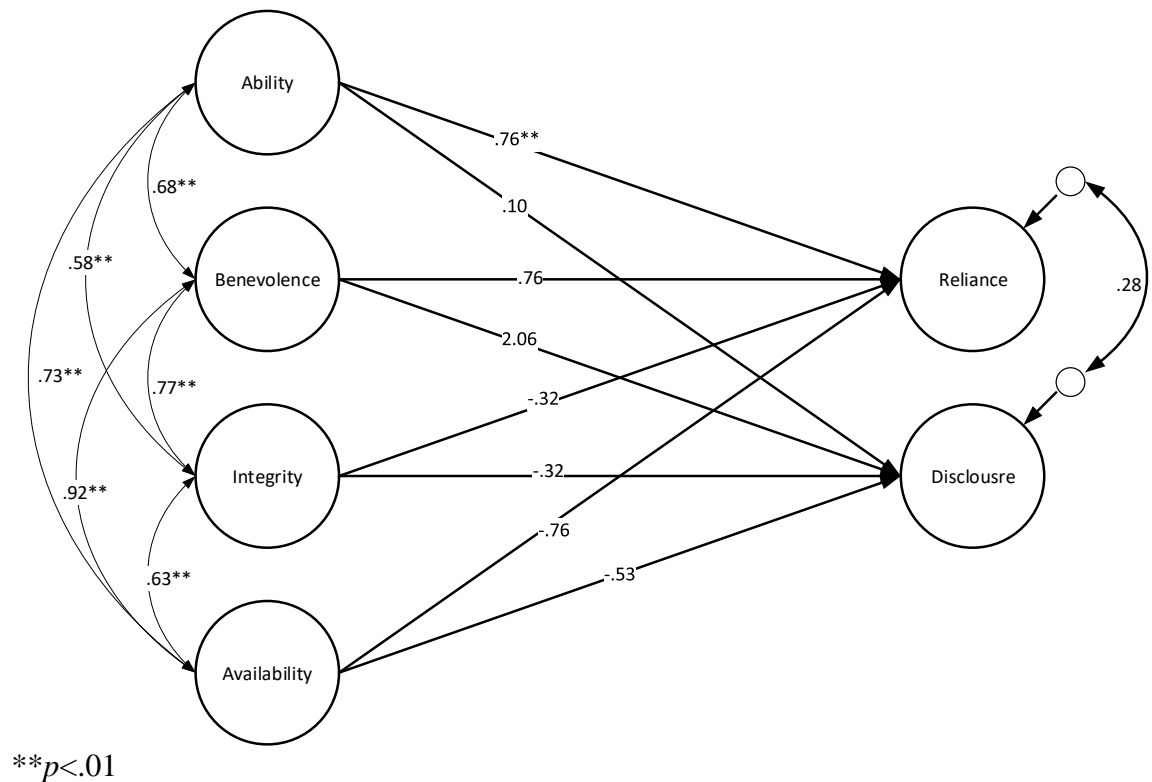 Ability
.76**
.68**
.10
.58**
Benevolence
.76
Reliance
.28
2.06
.73**
.77**
-.32
Integrity
-.32
Disclousre
.92**
-.76
.63**
-.53
Availability
**p<.01